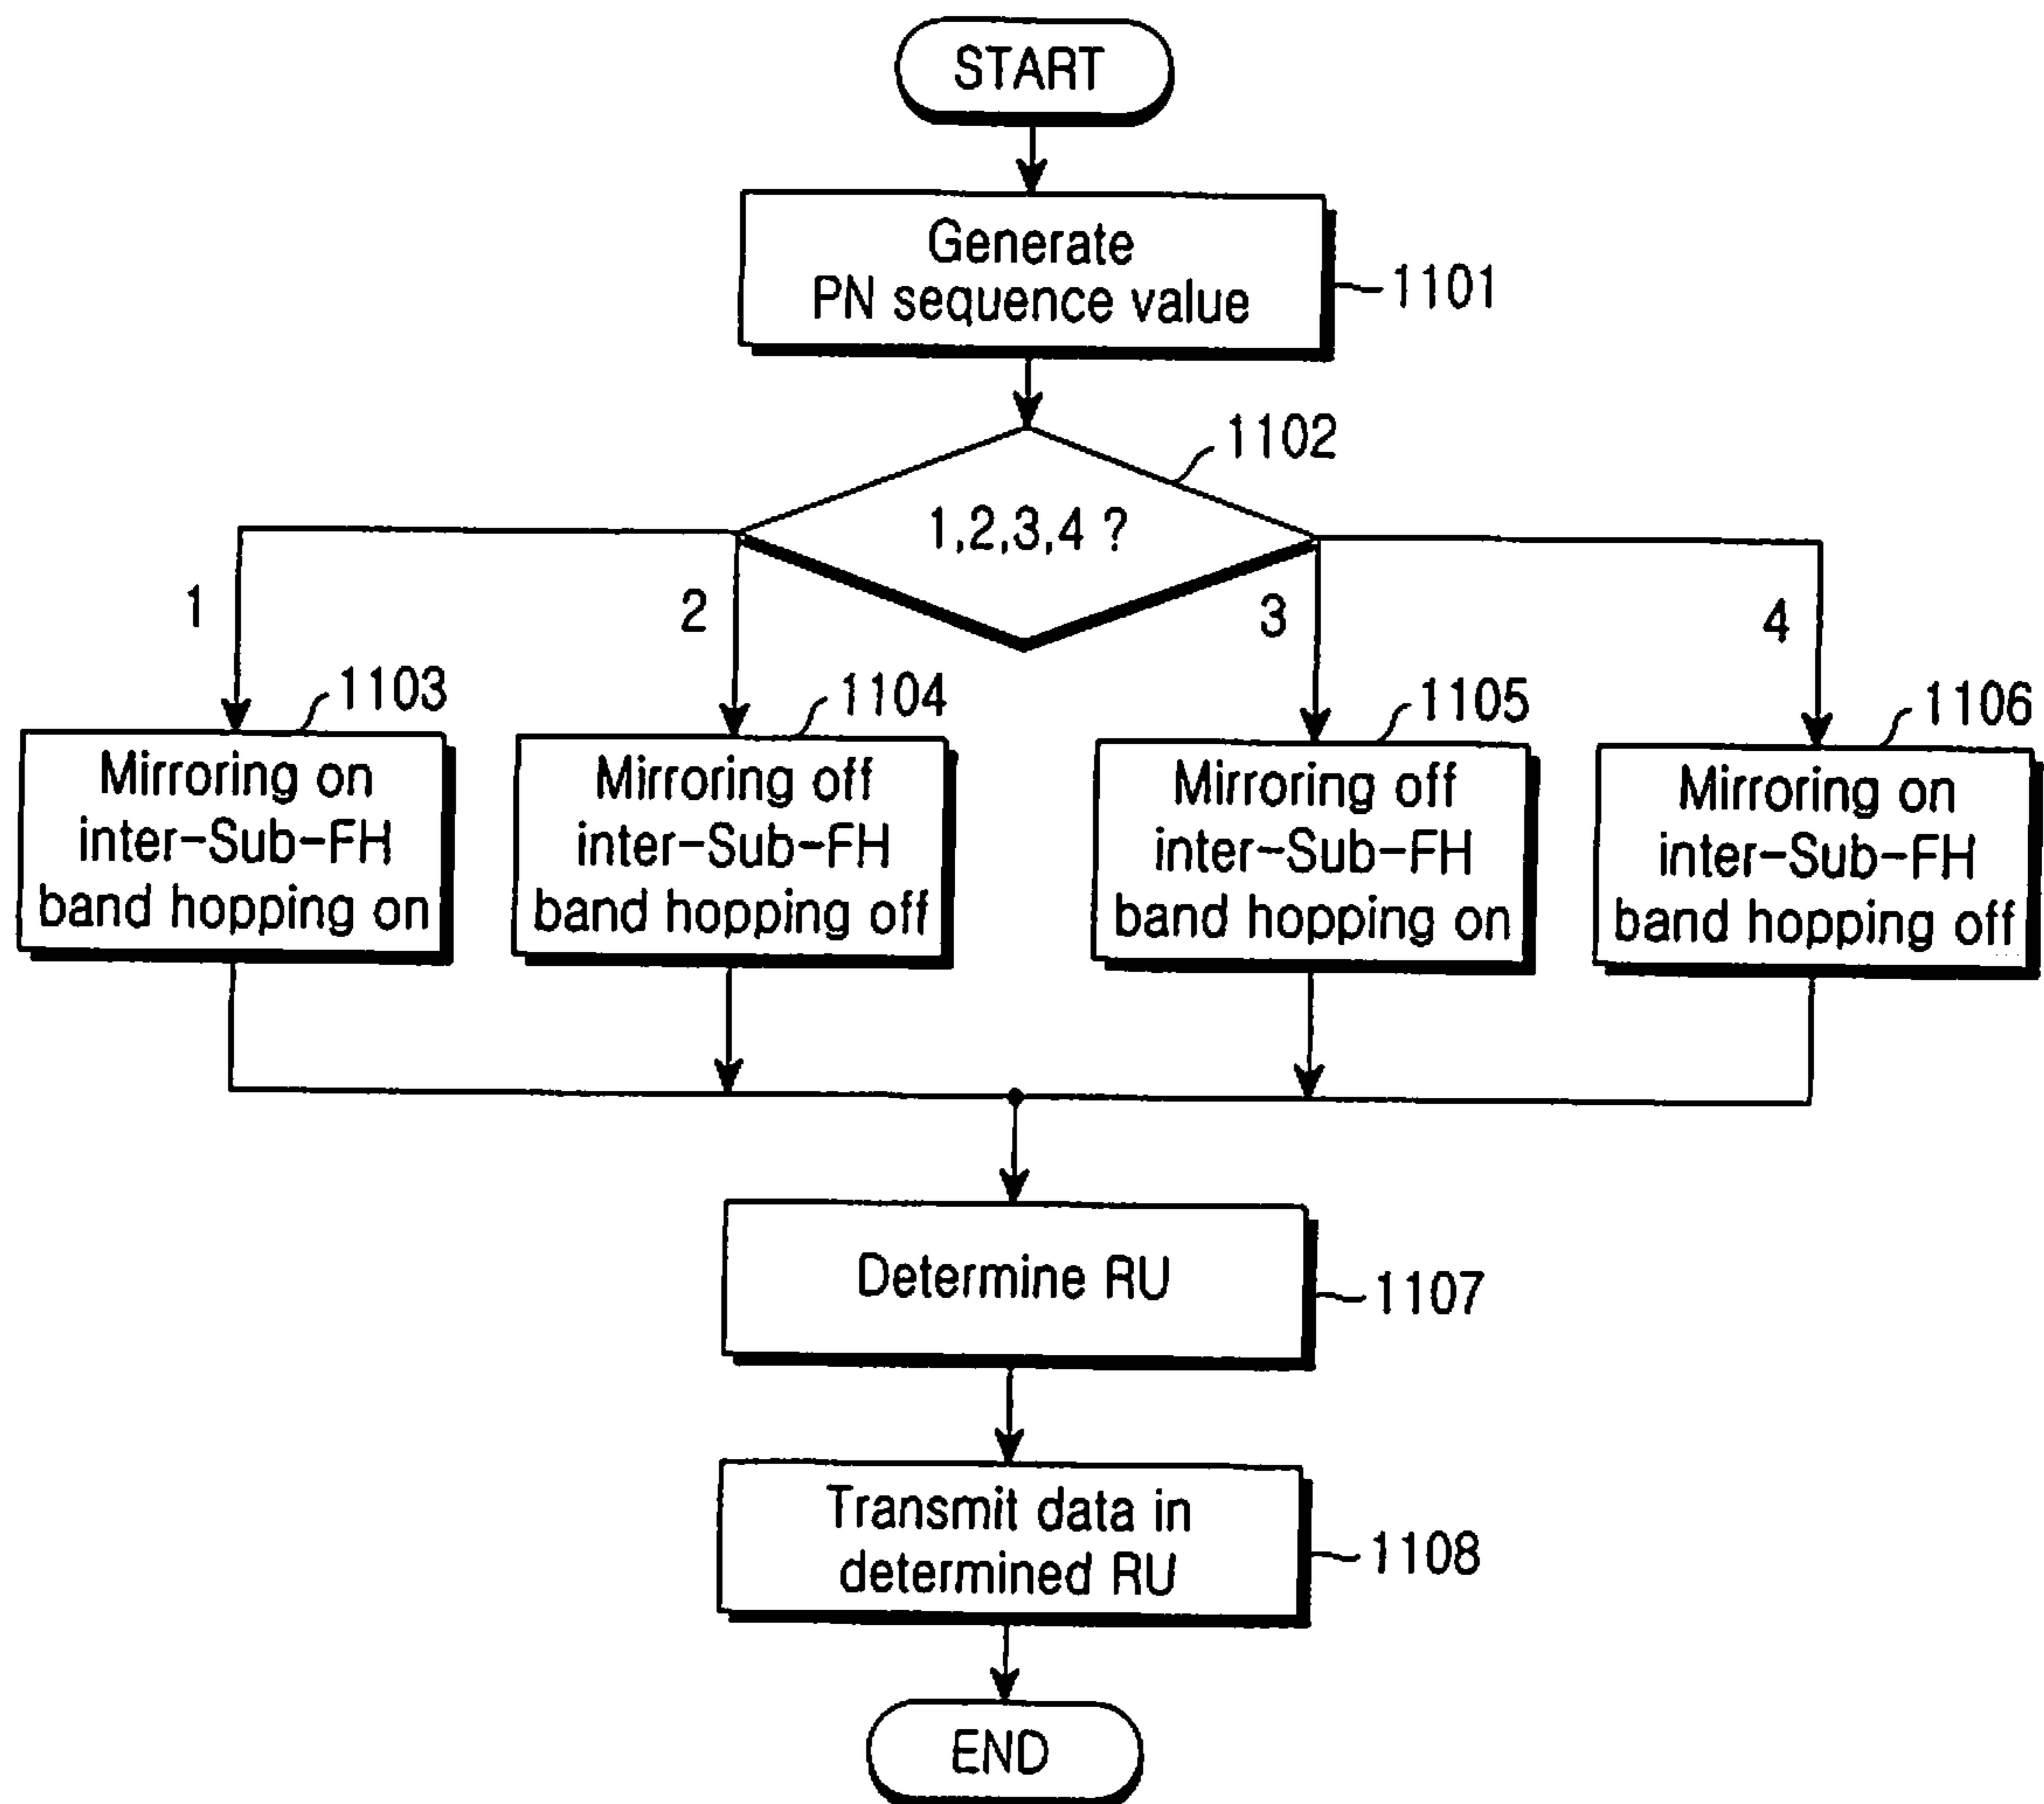 START
Generate
PN sequence value
1101
1102
1,2,3,4 ?
1
2
3
4
1103
1104
1105
1106
Mirroring on
inter-Sub-FH
band hopping on
Mirroring off
inter-Sub-FH
band hopping off
Mirroring off
inter-Sub-FH
band hopping on
Mirroring on
inter-Sub-FH
band hopping off
Determine RU
1107
Transmit data in
determined RU
1108
END